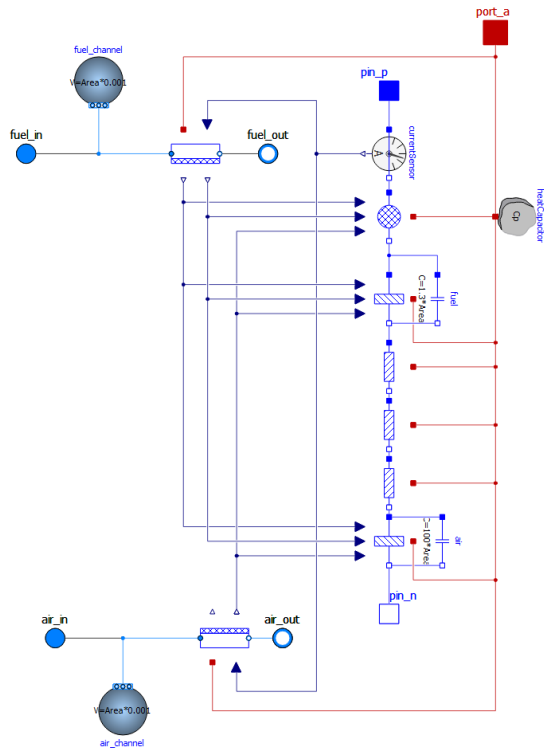 port_a
fuel_channel
pin_p
V=Area*0.001
fuel_in
fuel_out
A
currentSensor
heatCapacitor
Cp
C=1.3*Area
fuel
C=100*Area
air
pin_n
air_in
air_out
V=Area*0.001
air_channel